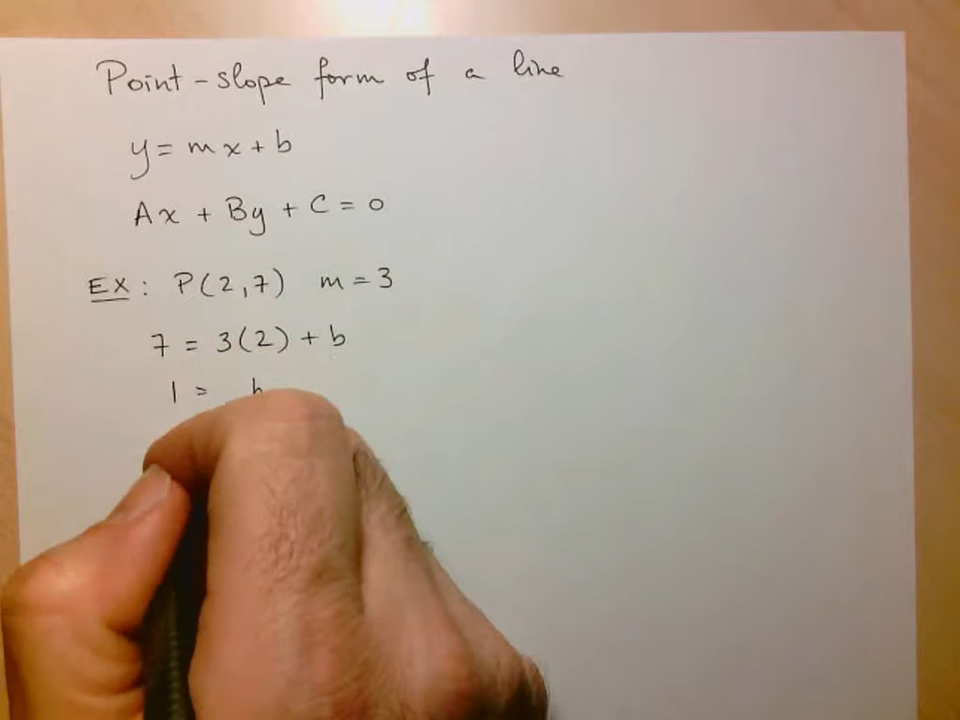 Point-slope form of a line
y = mx + b
Ax + By + C = 0
EX: P(2,7) m = 3
7 = 3(2) + b
1 = b